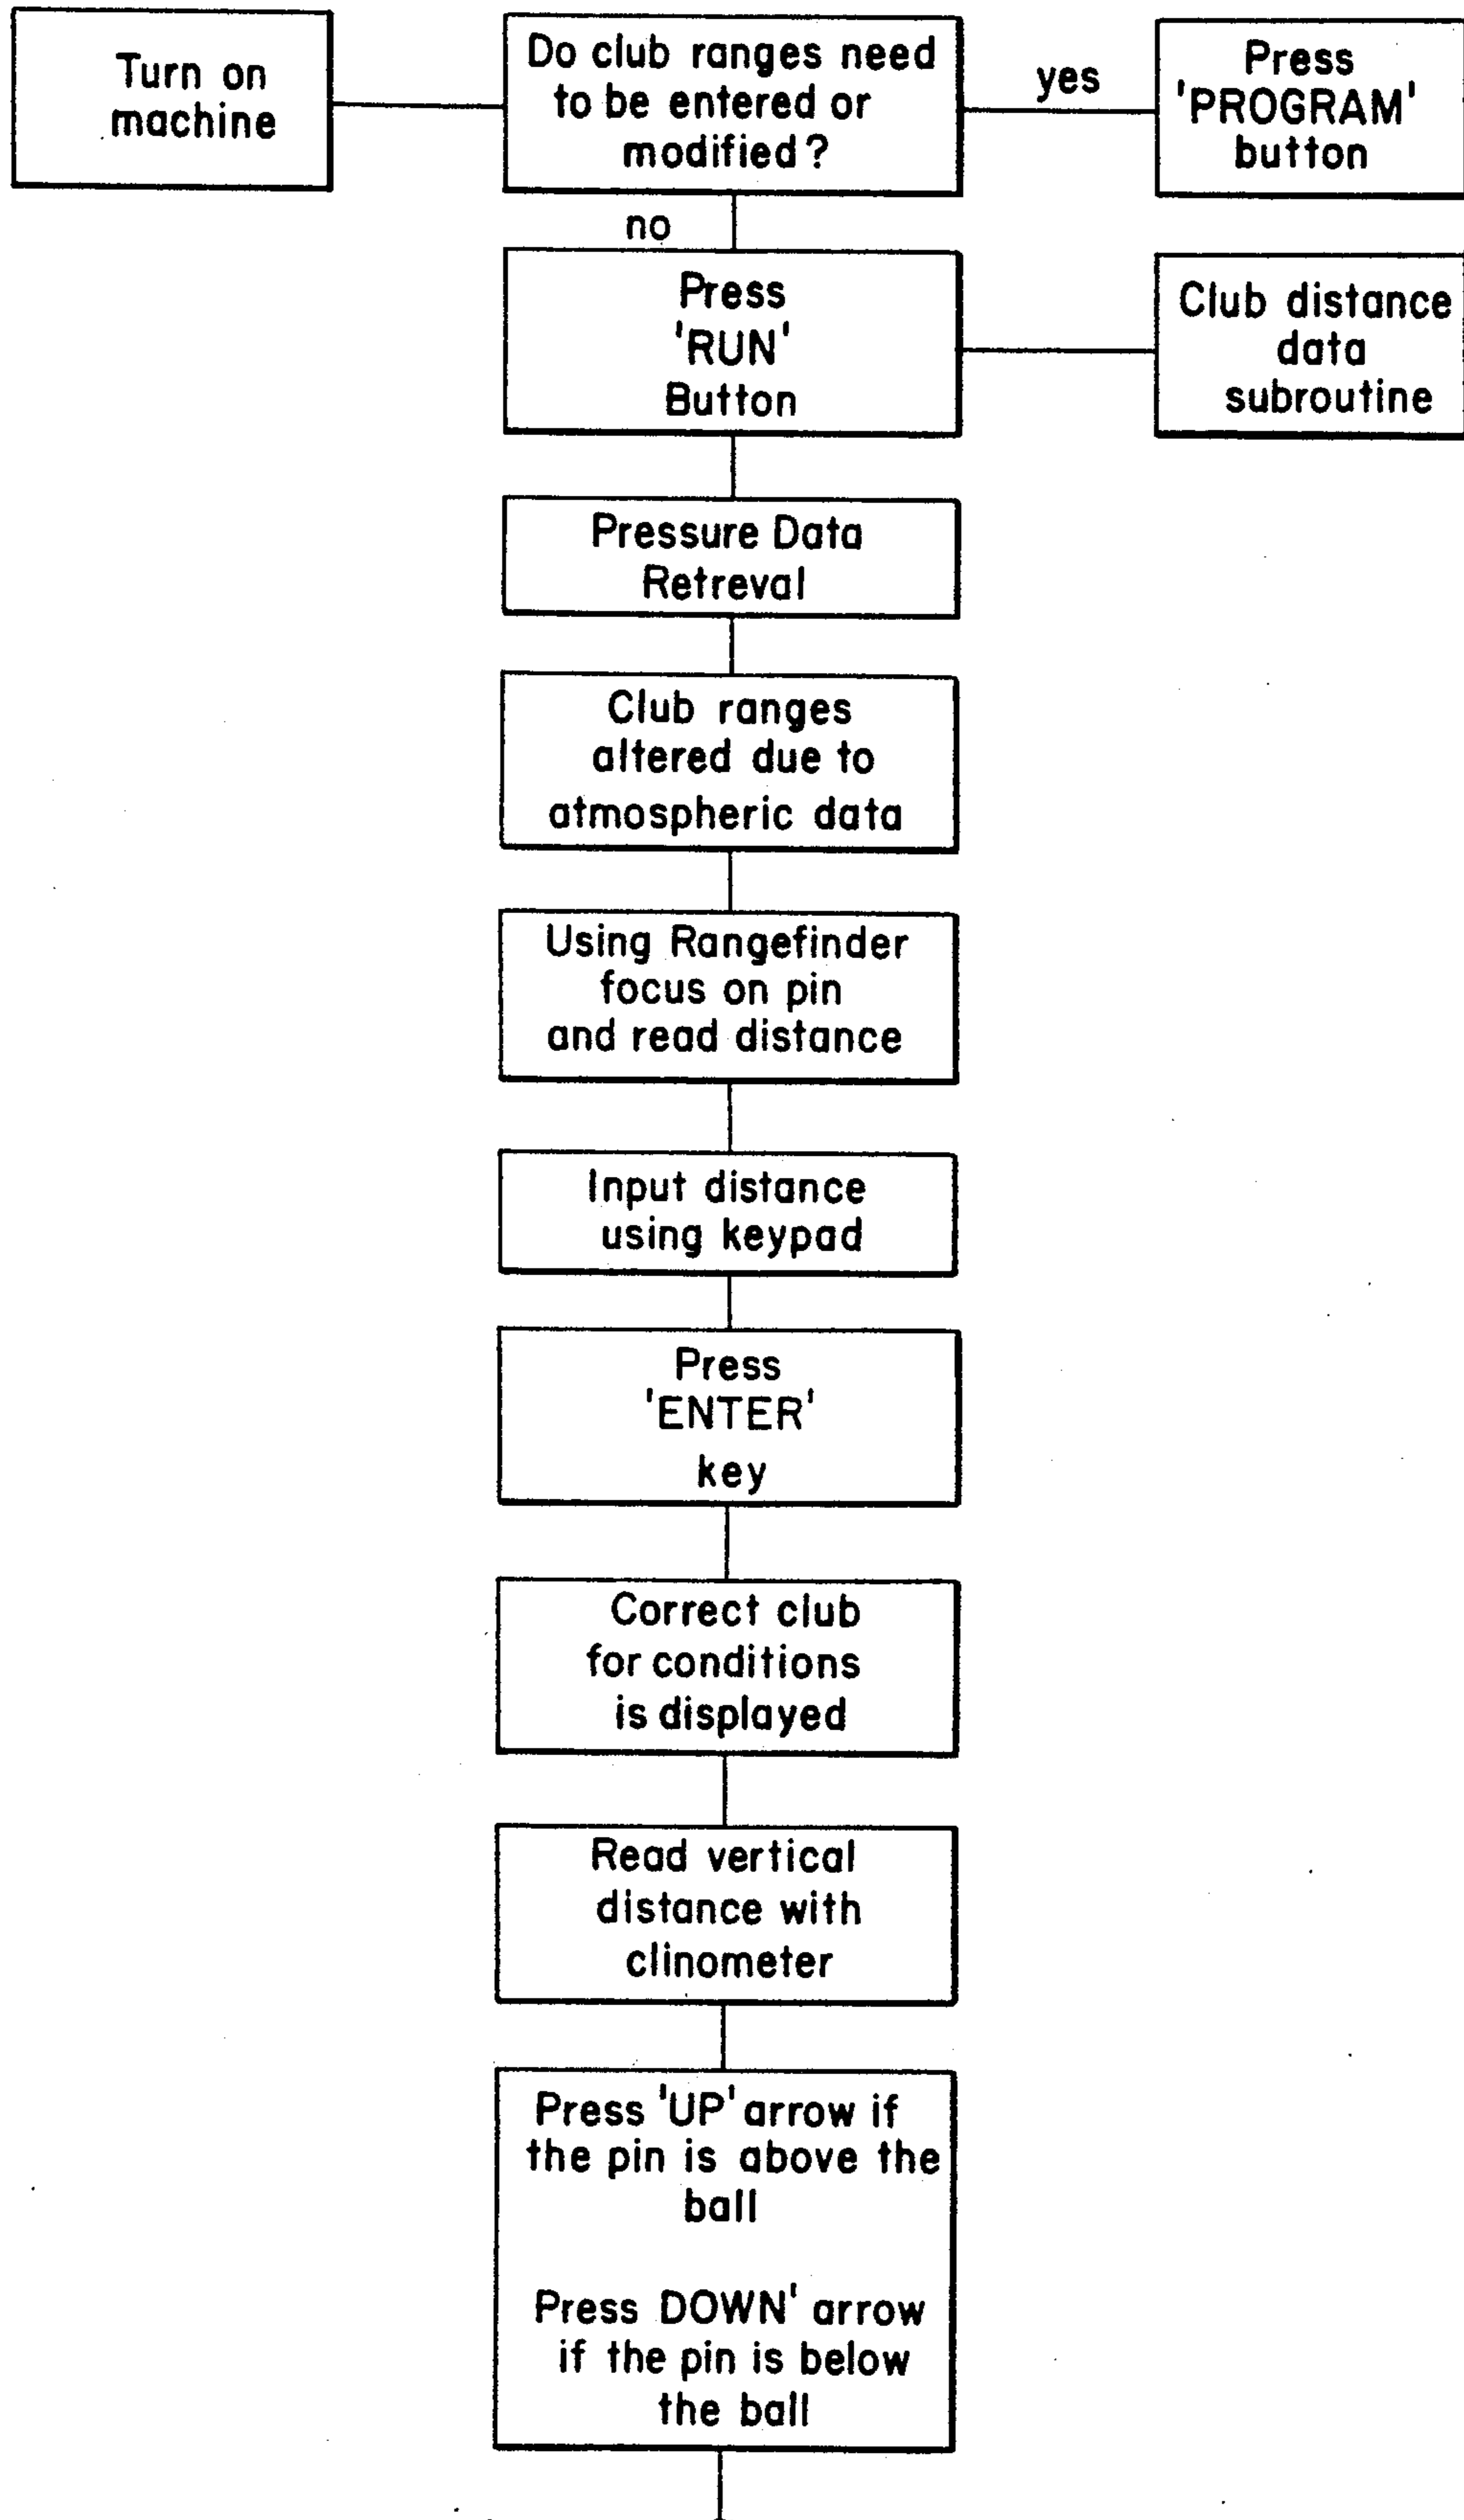 Turn on
machine
Do club ranges need
to be entered or
modified?
yes
Press
'PROGRAM'
button
no
Press
'RUN'
Button
Club distance
data
subroutine
Pressure Data
Retreval
Club ranges
altered due to
atmospheric data
Using Rangefinder
focus on pin
and read distance
Input distance
using keypad
Press
'ENTER'
key
Correct club
for conditions
is displayed
Read vertical
distance with
clinometer
Press 'UP' arrow if
the pin is above the
ball
Press DOWN' arrow
if the pin is below
the ball